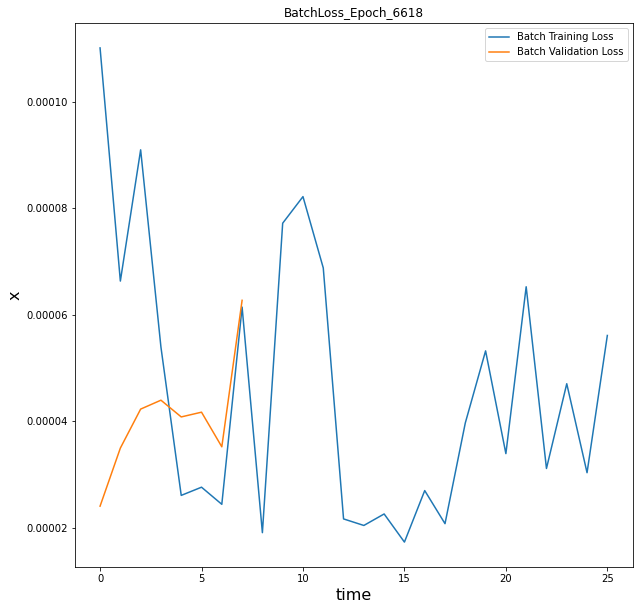 BatchLoss_Epoch_6618
Batch Training Loss
Batch Validation Loss
0.00010
0.00008
0.00006
0.00004
0.00002
x
0 5 10 15 20 25
time